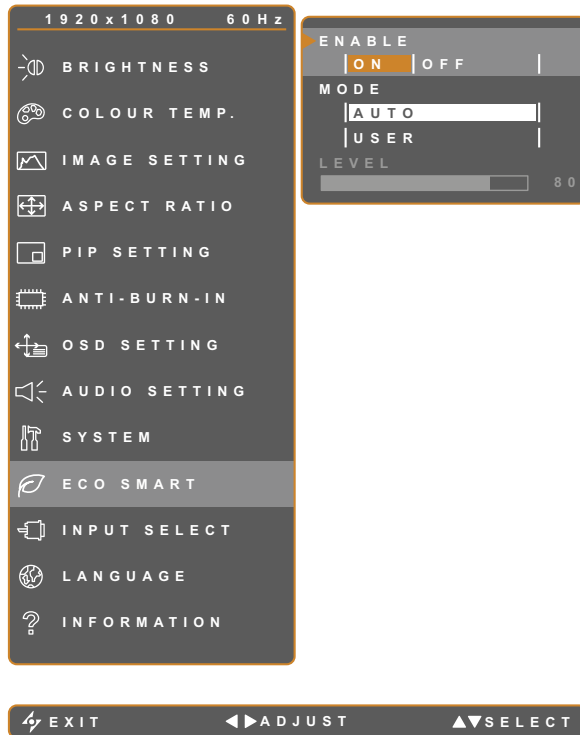 1920x1080 60Hz
BRIGHTNESS
COLOUR TEMP.
IMAGE SETTING
ASPECT RATIO
PIP SETTING
ANTI-BURN-IN
OSD SETTING
AUDIO SETTING
SYSTEM
ECO SMART
INPUT SELECT
LANGUAGE
INFORMATION
ENABLE
ON OFF
MODE
AUTO
USER
LEVEL
80
EXIT ADJUST SELECT